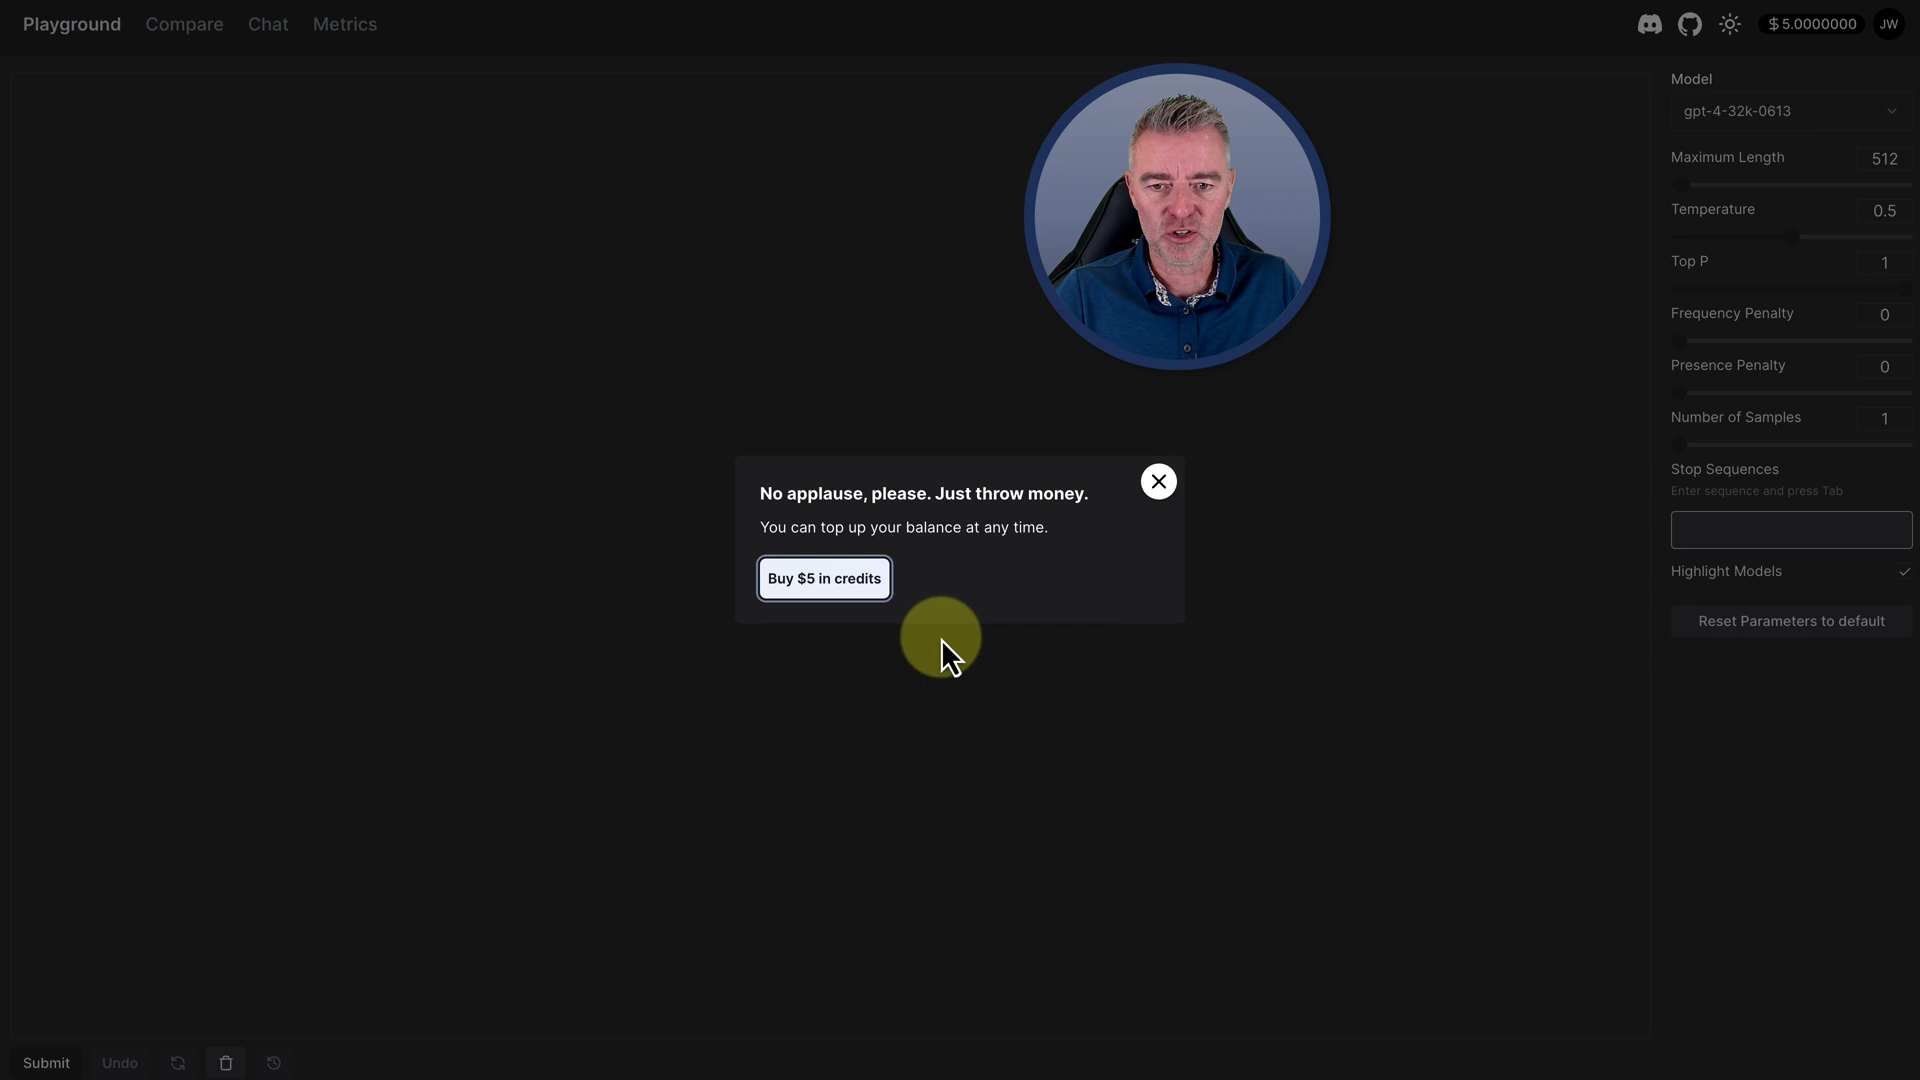 Playground Compare Chat Metrics
$5.0000000 JW
Model
gpt-4-32k-0613
Maximum Length 512
Temperature 0.5
Top P 1
Frequency Penalty 0
Presence Penalty 0
Number of Samples 1
Stop Sequences
Enter sequence and press Tab
Highlight Models
Reset Parameters to default
No applause, please. Just throw money.
You can top up your balance at any time.
Buy $5 in credits
Submit Undo